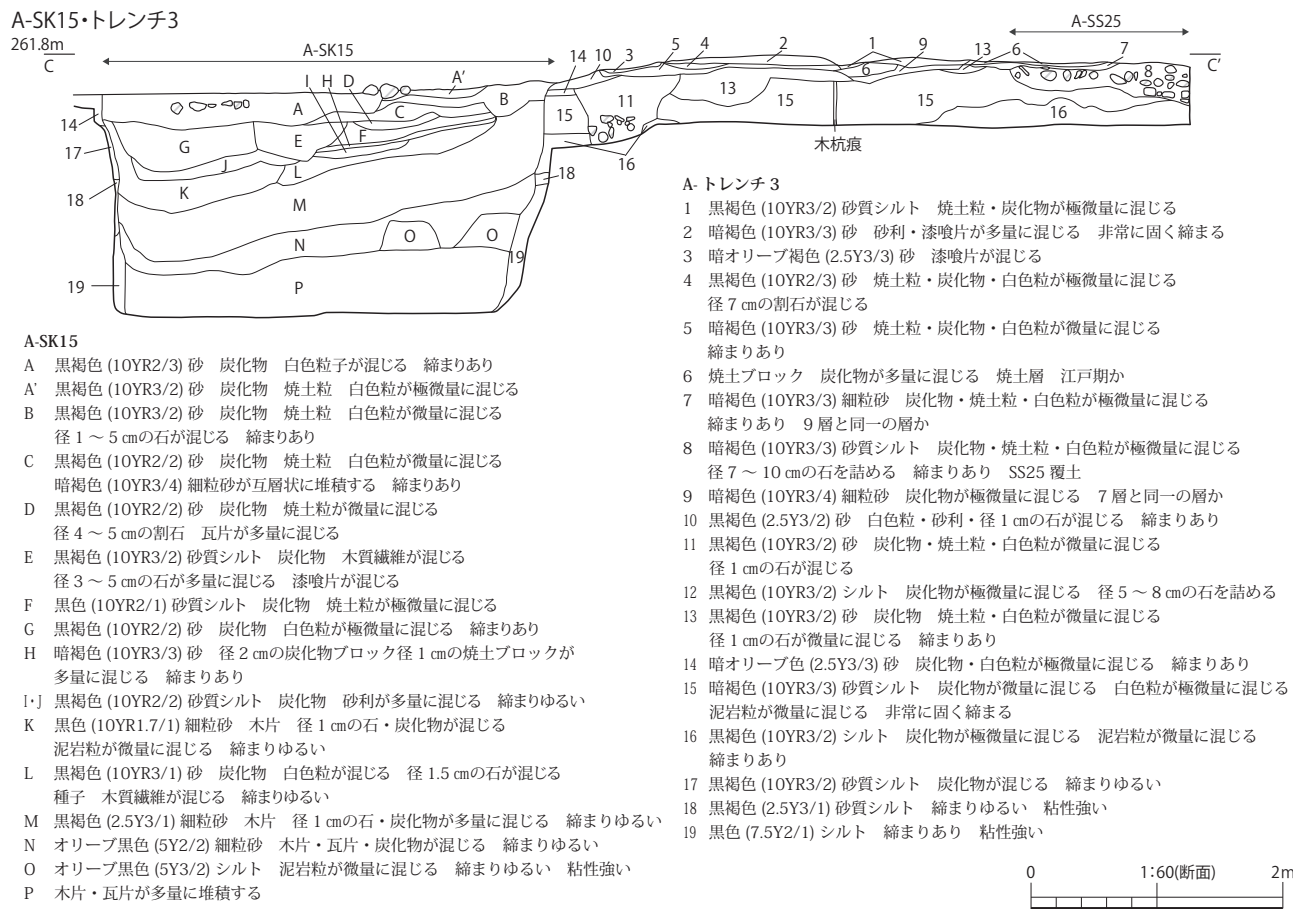 A-SK15・トレンチ3
261.8m
C
A-SK15
A-SS25
C'
I H D
A'
14 10 3 5 4 2 1 9 13 6 7
6
A
C
B
14
15
11
13
15
15
16
G
E
F
17
J
L
16
木杭痕
18
K
M
18
N
O
O
19
19
P
A-SK15
A 黒褐色 (10YR2/3) 砂 炭化物 白色粒子が混じる 締まりあり
A' 黒褐色 (10YR3/2) 砂 炭化物 焼土粒 白色粒が極微量に混じる
B 黒褐色 (10YR3/2) 砂 炭化物 焼土粒 白色粒が微量に混じる
径 1 ～ 5 ㎝の石が混じる 締まりあり
C 黒褐色 (10YR2/2) 砂 炭化物 焼土粒 白色粒が微量に混じる
暗褐色 (10YR3/4) 細粒砂が互層状に堆積する 締まりあり
D 黒褐色 (10YR2/2) 砂 炭化物 焼土粒が微量に混じる
径 4 ～ 5㎝の割石 瓦片が多量に混じる
E 黒褐色 (10YR3/2) 砂質シルト 炭化物 木質繊維が混じる
径 3 ～ 5 ㎝の石が多量に混じる 漆喰片が混じる
F 黒色 (10YR2/1) 砂質シルト 炭化物 焼土粒が極微量に混じる
G 黒褐色 (10YR2/2) 砂 炭化物 白色粒が極微量に混じる 締まりあり
H 暗褐色 (10YR3/3) 砂 径 2 ㎝の炭化物ブロック径 1 ㎝の焼土ブロックが
多量に混じる 締まりあり
I・J 黒褐色 (10YR2/2) 砂質シルト 炭化物 砂利が多量に混じる 締まりゆるい
K 黒色 (10YR1.7/1) 細粒砂 木片 径 1 ㎝の石・炭化物が混じる
泥岩粒が微量に混じる 締まりゆるい
L 黒褐色 (10YR3/1) 砂 炭化物 白色粒が混じる 径 1.5 ㎝の石が混じる
種子 木質繊維が混じる 締まりゆるい
M 黒褐色 (2.5Y3/1) 細粒砂 木片 径 1 ㎝の石・炭化物が多量に混じる 締まりゆるい
N オリーブ黒色 (5Y2/2) 細粒砂 木片・瓦片・炭化物が混じる 締まりゆるい
O オリーブ黒色 (5Y3/2) シルト 泥岩粒が微量に混じる 締まりゆるい 粘性強い
P 木片・瓦片が多量に堆積する
A- トレンチ 3
1 黒褐色 (10YR3/2) 砂質シルト 焼土粒・炭化物が極微量に混じる
2 暗褐色 (10YR3/3) 砂 砂利・漆喰片が多量に混じる 非常に固く締まる
3 暗オリーブ褐色 (2.5Y3/3) 砂 漆喰片が混じる
4 黒褐色 (10YR2/3) 砂 焼土粒・炭化物・白色粒が極微量に混じる
径 7 ㎝の割石が混じる
5 暗褐色 (10YR3/3) 砂 焼土粒・炭化物・白色粒が微量に混じる
締まりあり
6 焼土ブロック 炭化物が多量に混じる 焼土層 江戸期か
7 暗褐色 (10YR3/3) 細粒砂 炭化物・焼土粒・白色粒が極微量に混じる
締まりあり 9 層と同一の層か
8 暗褐色 (10YR3/3) 砂質シルト 炭化物・焼土粒・白色粒が極微量に混じる
径 7 ～ 10 ㎝の石を詰める 締まりあり SS25 覆土
9 暗褐色 (10YR3/4) 細粒砂 炭化物が極微量に混じる 7 層と同一の層か
10 黒褐色 (2.5Y3/2) 砂 白色粒・砂利・径 1 ㎝の石が混じる 締まりあり
11 黒褐色 (10YR3/2) 砂 炭化物・焼土粒・白色粒が微量に混じる
径 1 ㎝の石が混じる
12 黒褐色 (10YR3/2) シルト 炭化物が極微量に混じる 径 5 ～ 8 ㎝の石を詰める
13 黒褐色 (10YR3/2) 砂 炭化物 焼土粒・白色粒が微量に混じる
径 1 ㎝の石が微量に混じる 締まりあり
14 暗オリーブ色 (2.5Y3/3) 砂 炭化物・白色粒が極微量に混じる 締まりあり
15 暗褐色 (10YR3/3) 砂質シルト 炭化物が微量に混じる 白色粒が極微量に混じる
泥岩粒が微量に混じる 非常に固く締まる
16 黒褐色 (10YR3/2) シルト 炭化物が極微量に混じる 泥岩粒が微量に混じる
締まりあり
17 黒褐色 (10YR3/2) 砂質シルト 炭化物が混じる 締まりゆるい
18 黒褐色 (2.5Y3/1) 砂質シルト 締まりゆるい 粘性強い
19 黒色 (7.5Y2/1) シルト 締まりあり 粘性強い
0 1:60(断面) 2m